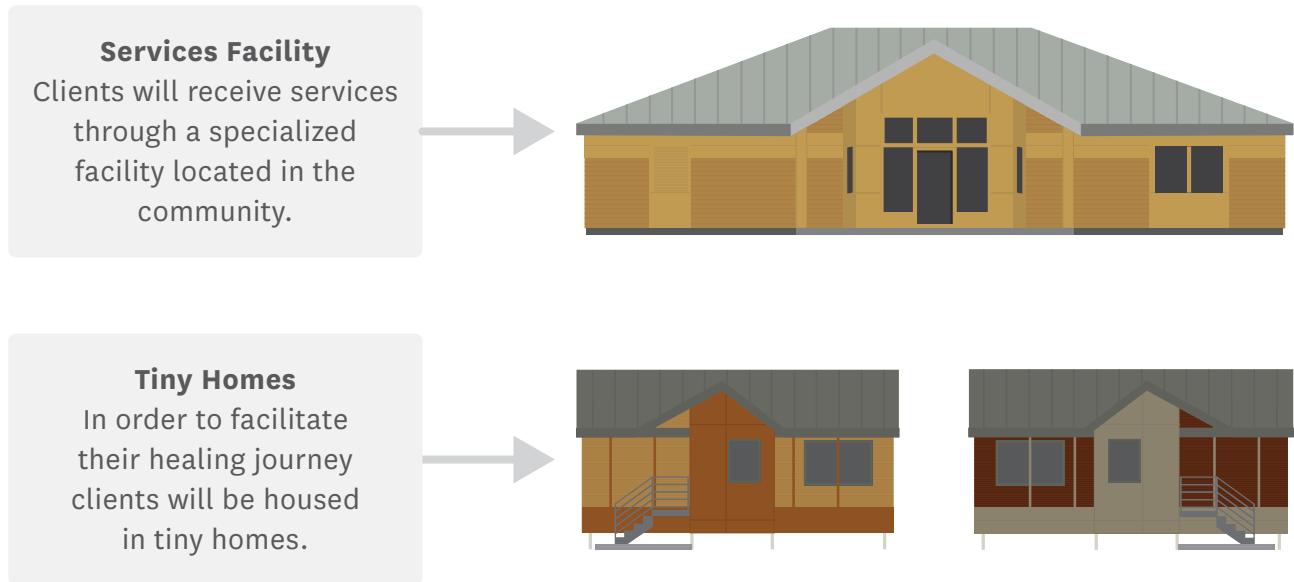 Services Facility
Clients will receive services
through a specialized
facility located in the
community.
Tiny Homes
In order to facilitate
their healing journey
clients will be housed
in tiny homes.